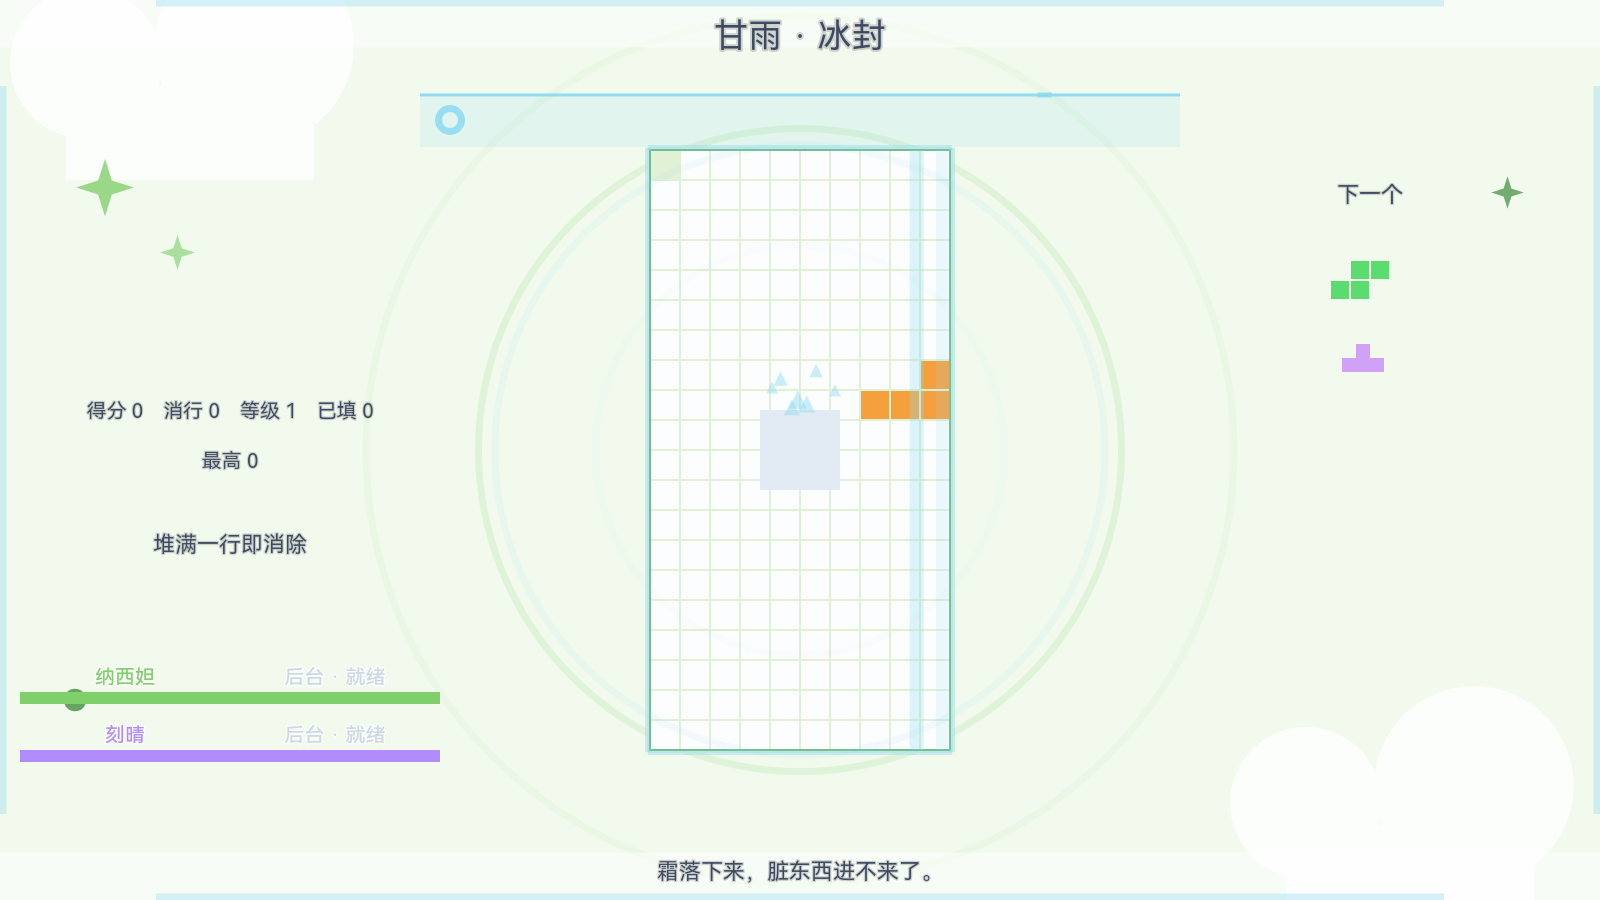 甘雨 · 冰封
下一个
得分 0 消行 0 等级 1 已填 0
最高 0
堆满一行即消除
纳西妲 后台 · 就绪
刻晴 后台 · 就绪
霜落下来，脏东西进不来了。